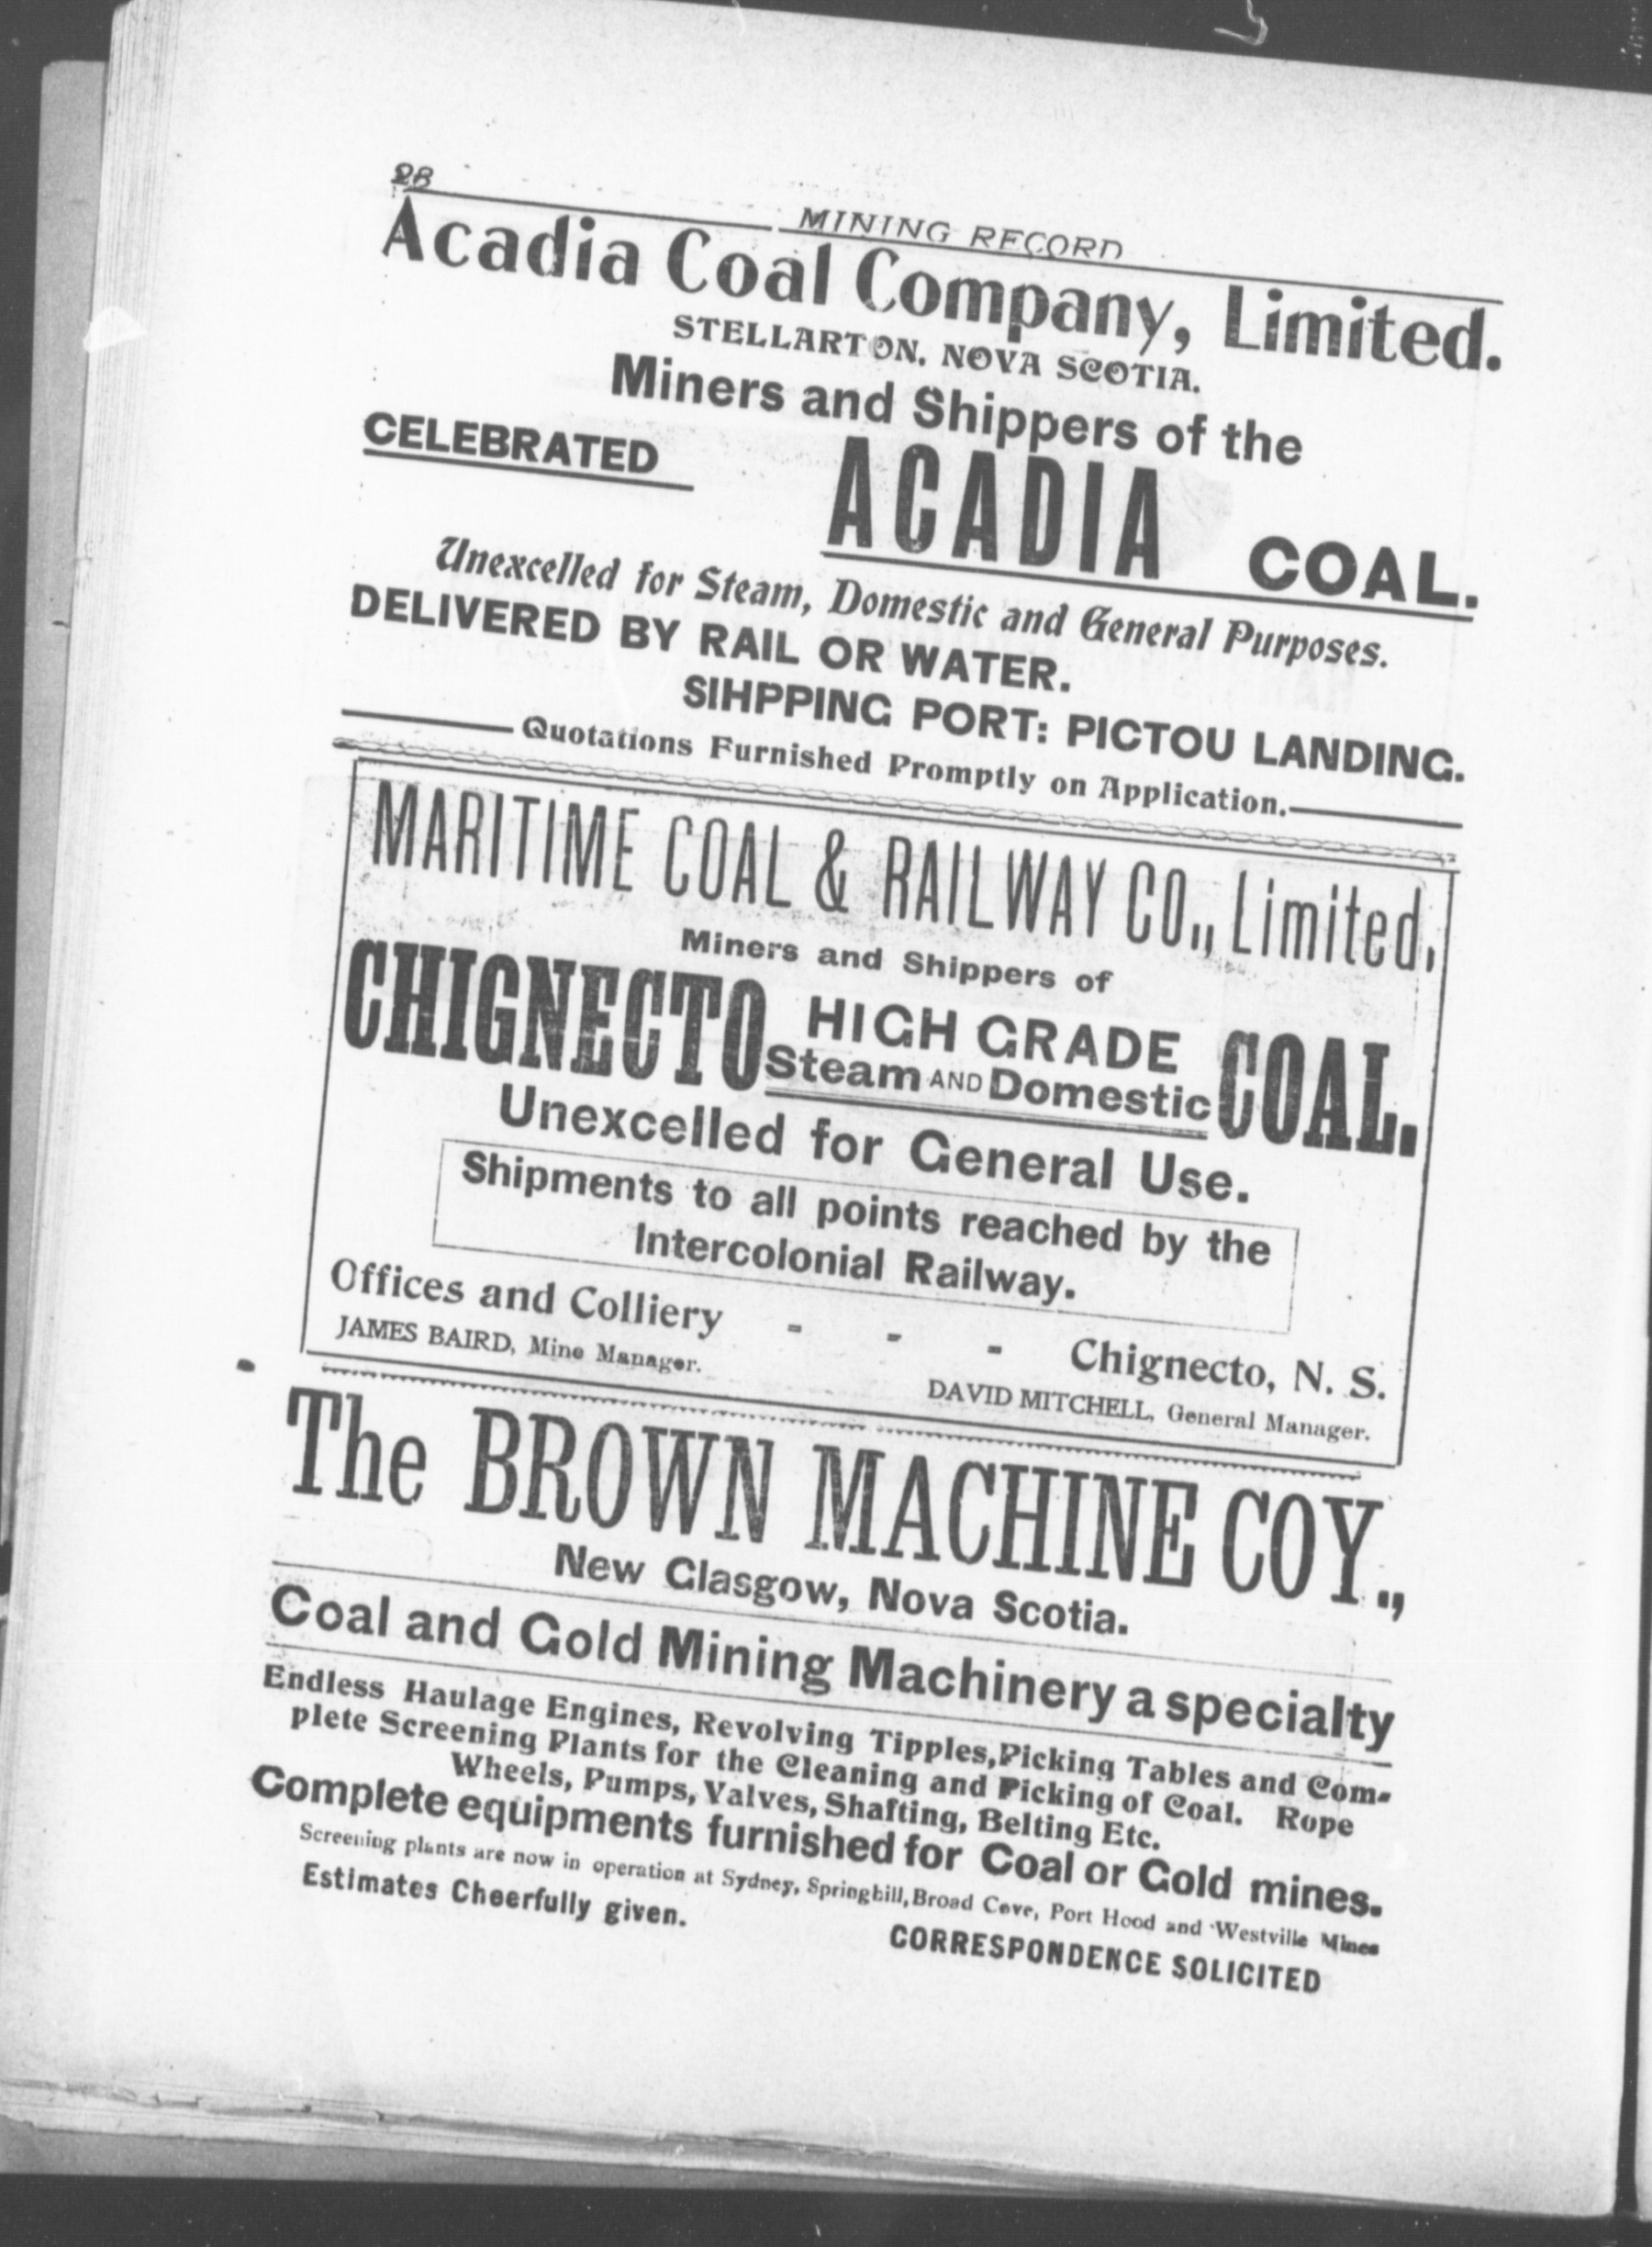 28
MINING RECORD
Acadia Coal Company, Limited.
STELLARTON, NOVA SCOTIA.
Miners and Shippers of the
CELEBRATED ACADIA COAL.
Unexcelled for Steam, Domestic and General Purposes.
DELIVERED BY RAIL OR WATER.
SIHPPING PORT: PICTOU LANDING.
Quotations Furnished Promptly on Application.
MARITIME COAL & RAILWAY CO., Limited,
Miners and Shippers of
CHIGNECTO HIGH GRADE COAL.
Steam AND Domestic
Unexcelled for General Use.
Shipments to all points reached by the
Intercolonial Railway.
Offices and Colliery - - - Chignecto, N. S.
JAMES BAIRD, Mine Manager.
DAVID MITCHELL, General Manager.
The BROWN MACHINE COY.,
New Glasgow, Nova Scotia.
Coal and Gold Mining Machinery a specialty
Endless Haulage Engines, Revolving Tipples, Picking Tables and Com-
plete Screening Plants for the Cleaning and Picking of Coal. Rope
Wheels, Pumps, Valves, Shafting, Belting Etc.
Complete equipments furnished for Coal or Gold mines.
Screening plants are now in operation at Sydney, Springhill, Broad Cove, Port Hood and Westville Mines
Estimates Cheerfully given.
CORRESPONDENCE SOLICITED